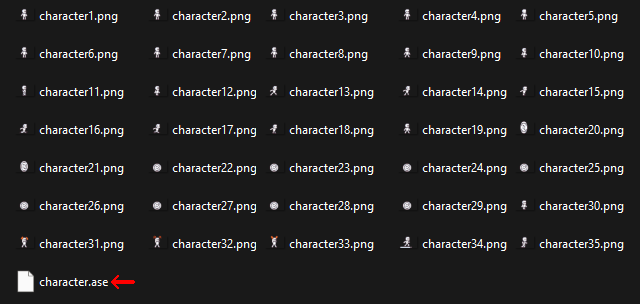 character1.png character2.png character3.png character4.png character5.png
character6.png character7.png character8.png character9.png character10.png
character11.png character12.png character13.png character14.png character15.png
character16.png character17.png character18.png character19.png character20.png
character21.png character22.png character23.png character24.png character25.png
character26.png character27.png character28.png character29.png character30.png
character31.png character32.png character33.png character34.png character35.png
character.ase